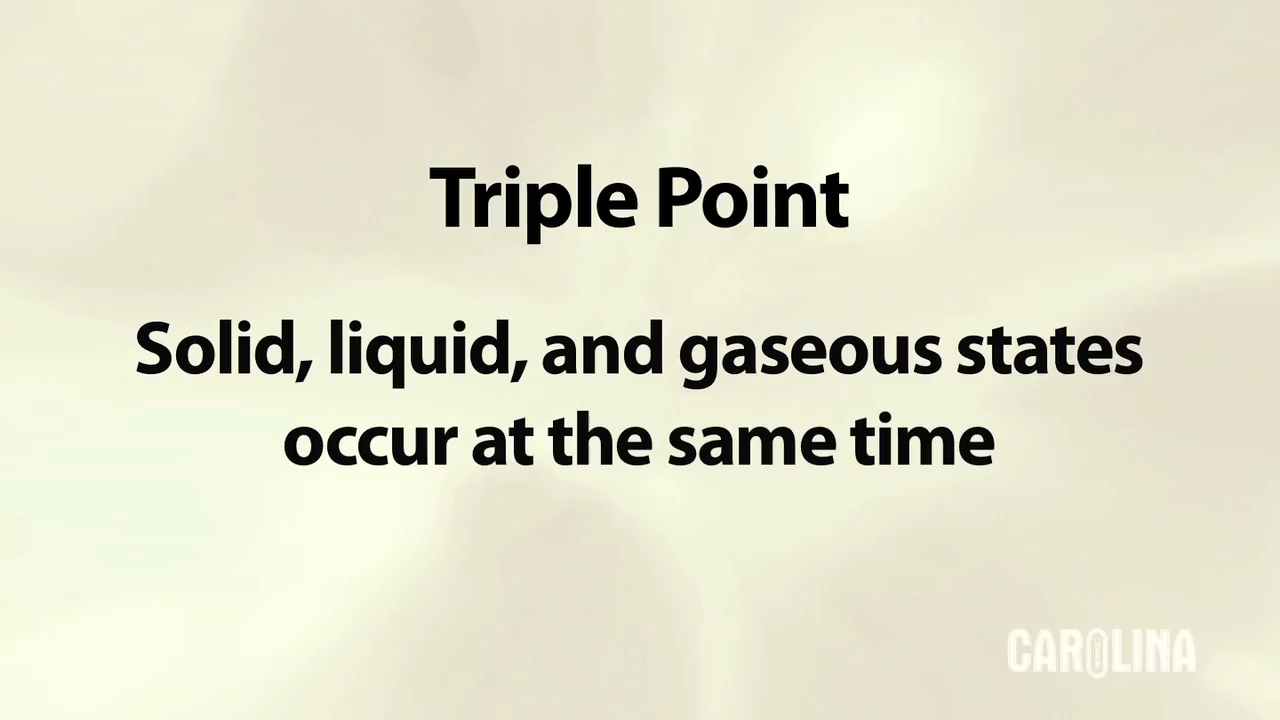 Triple Point
Solid, liquid, and gaseous states
occur at the same time
CAROLINA